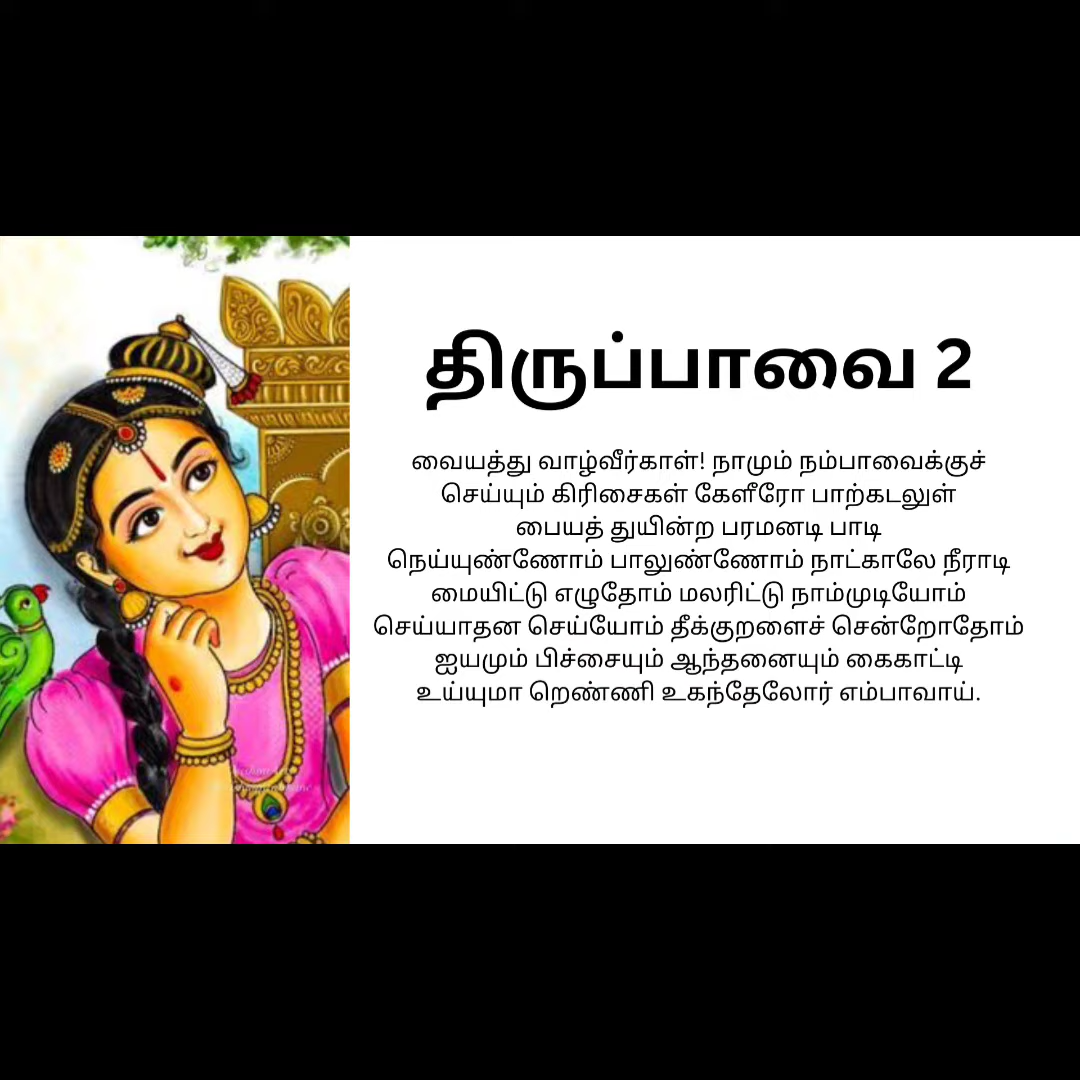 திருப்பாவை 2
வையத்து வாழ்வீர்காள்! நாமும் நம்பாவைக்குச்
செய்யும் கிரிசைகள் கேளீரோ பாற்கடலுள்
பையத் துயின்ற பரமனடி பாடி
நெய்யுண்ணோம் பாலுண்ணோம் நாட்காலே நீராடி
மையிட்டு எழுதோம் மலரிட்டு நாம்முடியோம்
செய்யாதன செய்யோம் தீக்குறளைச் சென்றோதோம்
ஐயமும் பிச்சையும் ஆந்தனையும் கைகாட்டி
உய்யுமா றெண்ணி உகந்தேலோர் எம்பாவாய்.